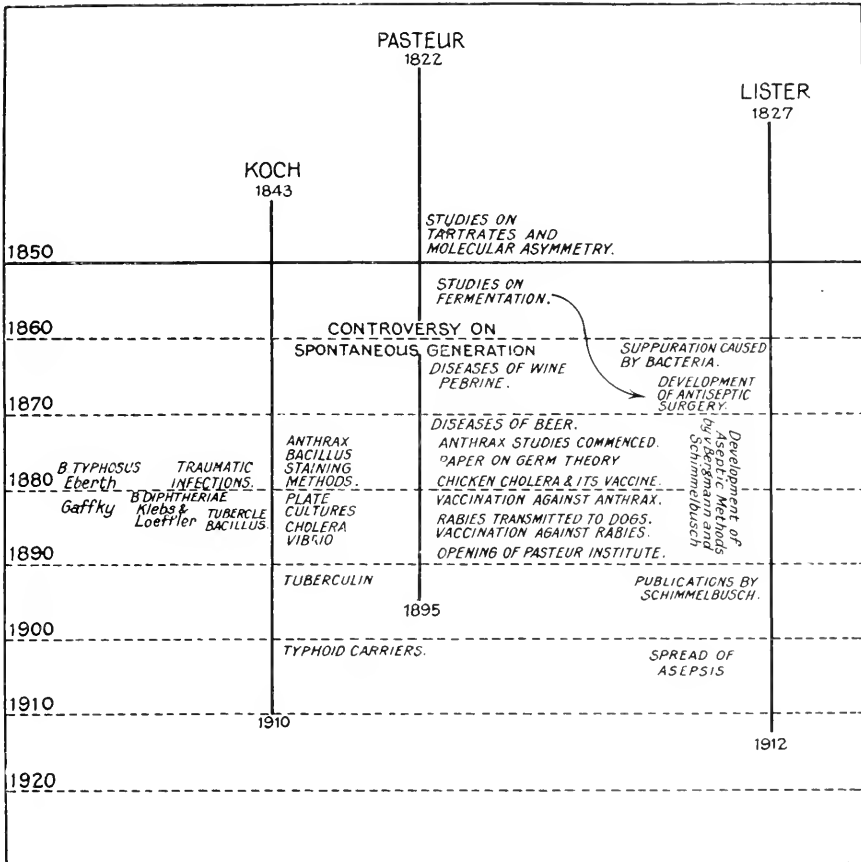 PASTEUR
1822
LISTER
1827
KOCH
1843
STUDIES ON
TARTRATES AND
MOLECULAR ASYMMETRY.
1850
STUDIES ON
FERMENTATION.
1860
CONTROVERSY ON
SPONTANEOUS GENERATION
DISEASES OF WINE
PEBRINE.
SUPPURATION CAUSED
BY BACTERIA.
DEVELOPMENT
OF ANTISEPTIC
SURGERY.
1870
DISEASES OF BEER.
ANTHRAX STUDIES COMMENCED.
PAPER ON GERM THEORY
CHICKEN CHOLERA & ITS VACCINE.
ANTHRAX
BACILLUS
STAINING
METHODS.
B.TYPHOSUS
Eberth
TRAUMATIC
INFECTIONS.
Development of
Aseptic Methods
by v Bergmann and
Schimmelbusch
1880
Gaffky
B DIPHTHERIAE
Klebs &
Loeffler
TUBERCLE
BACILLUS.
PLATE
CULTURES
CHOLERA
VIBRIO
VACCINATION AGAINST ANTHRAX.
RABIES TRANSMITTED TO DOGS.
VACCINATION AGAINST RABIES.
OPENING OF PASTEUR INSTITUTE.
1890
TUBERCULIN
1895
PUBLICATIONS BY
SCHIMMELBUSCH.
1900
TYPHOID CARRIERS.
SPREAD OF
ASEPSIS
1910
1910
1912
1920